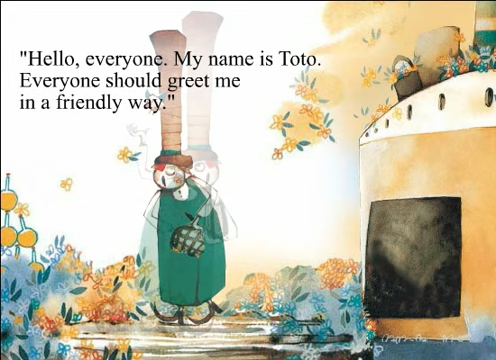 "Hello, everyone. My name is Toto.
Everyone should greet me
in a friendly way."